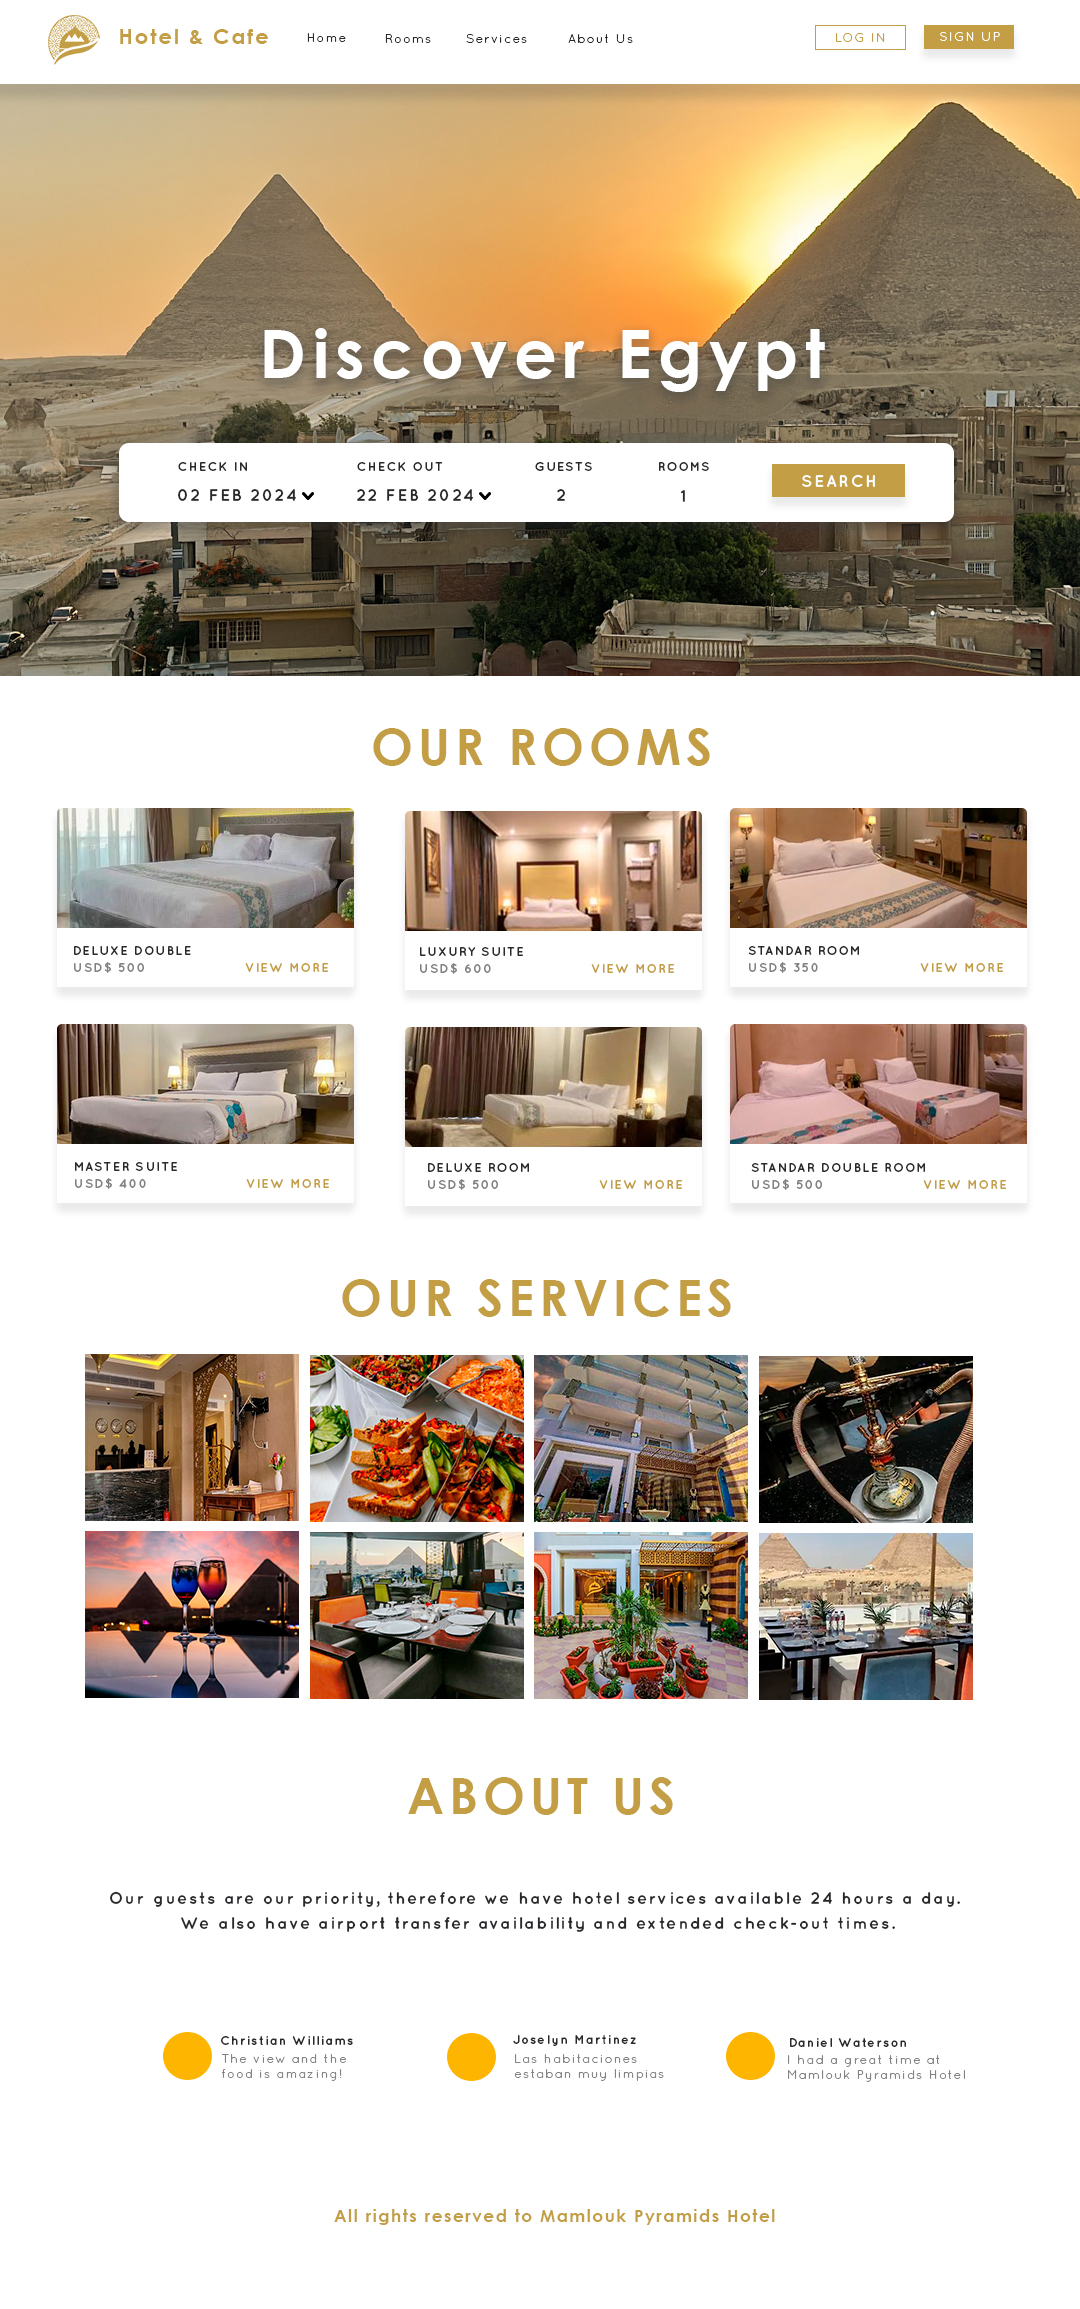 Hotel & Cafe
Home
Rooms
Services
About Us
LOG IN
SIGN UP
Discover Egypt
CHECK IN
CHECK OUT
GUESTS
ROOMS
02 FEB 2024
22 FEB 2024
2
1
SEARCH
OUR ROOMS
DELUXE DOUBLE
USD$ 500
VIEW MORE
LUXURY SUITE
USD$ 600
VIEW MORE
STANDAR ROOM
USD$ 350
VIEW MORE
MASTER SUITE
USD$ 400
VIEW MORE
DELUXE ROOM
USD$ 500
VIEW MORE
STANDAR DOUBLE ROOM
USD$ 500
VIEW MORE
OUR SERVICES
ABOUT US
Our guests are our priority, therefore we have hotel services available 24 hours a day.
We also have airport transfer availability and extended check-out times.
Christian Williams
The view and the
food is amazing!
Joselyn Martinez
Las habitaciones
estaban muy limpias
Daniel Waterson
I had a great time at
Mamlouk Pyramids Hotel
All rights reserved to Mamlouk Pyramids Hotel